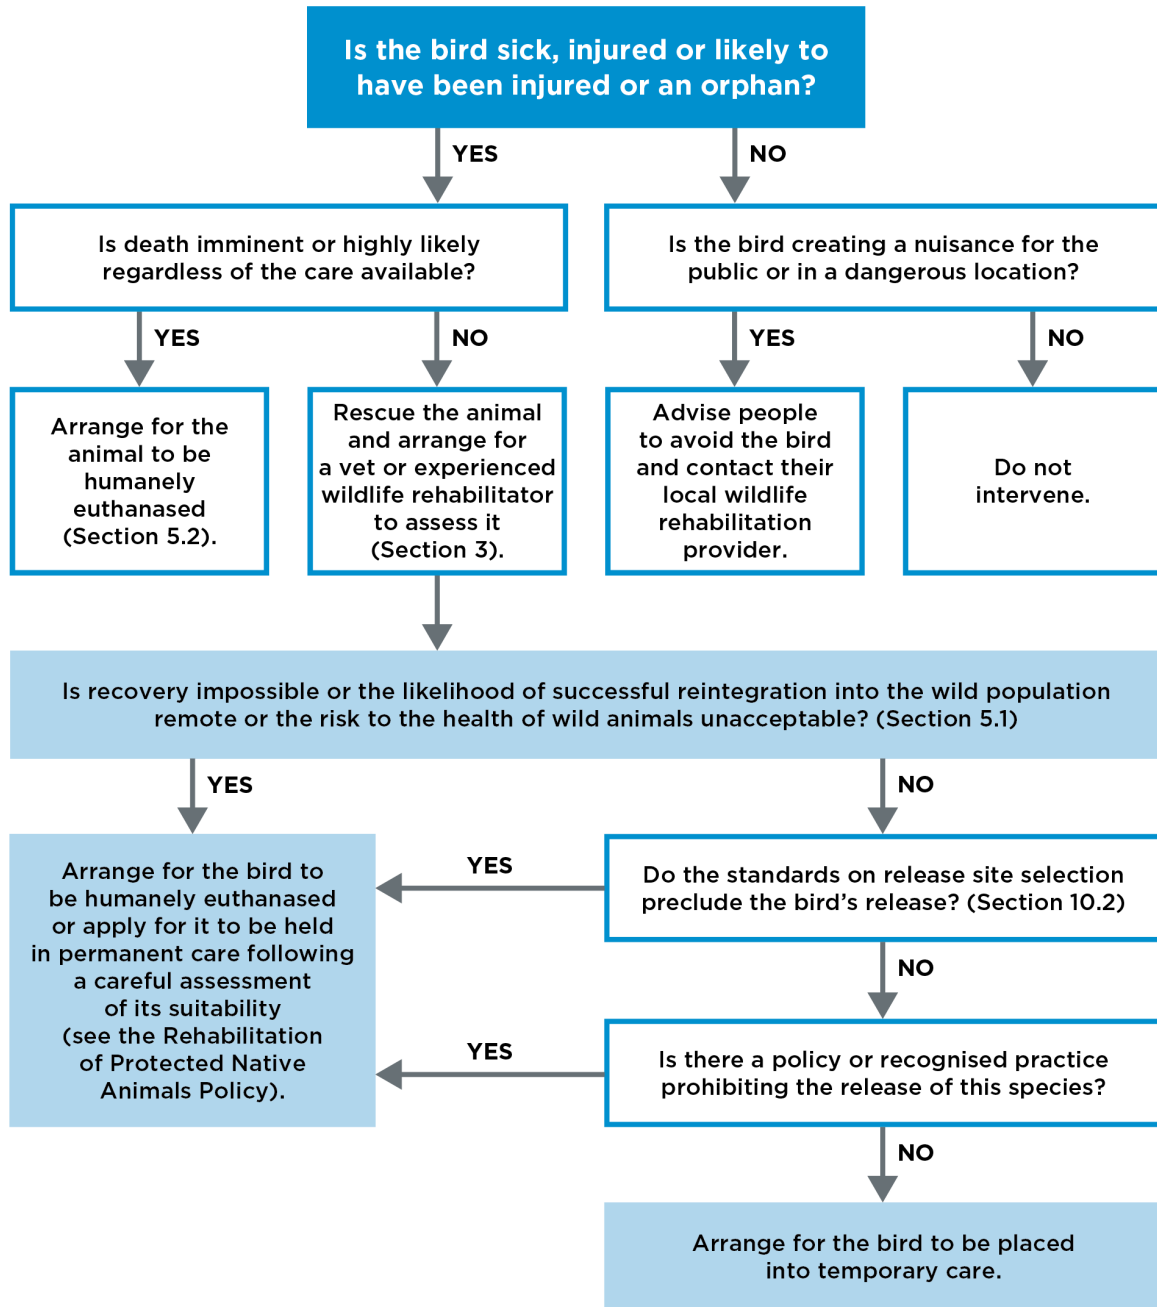 Is the bird sick, injured or likely to
have been injured or an orphan?
YES
NO
Is death imminent or highly likely
regardless of the care available?
Is the bird creating a nuisance for the
public or in a dangerous location?
YES
NO
YES
NO
Arrange for the
animal to be
humanely
euthanased
(Section 5.2).
Rescue the animal
and arrange for
a vet or experienced
wildlife rehabilitator
to assess it
(Section 3).
Advise people
to avoid the bird
and contact their
local wildlife
rehabilitation
provider.
Do not
intervene.
Is recovery impossible or the likelihood of successful reintegration into the wild population
remote or the risk to the health of wild animals unacceptable? (Section 5.1)
YES
NO
Arrange for the bird to
be humanely euthanased
or apply for it to be held
in permanent care following
a careful assessment
of its suitability
(see the Rehabilitation
of Protected Native
Animals Policy).
YES
Do the standards on release site selection
preclude the bird's release? (Section 10.2)
NO
YES
Is there a policy or recognised practice
prohibiting the release of this species?
NO
Arrange for the bird to be placed
into temporary care.